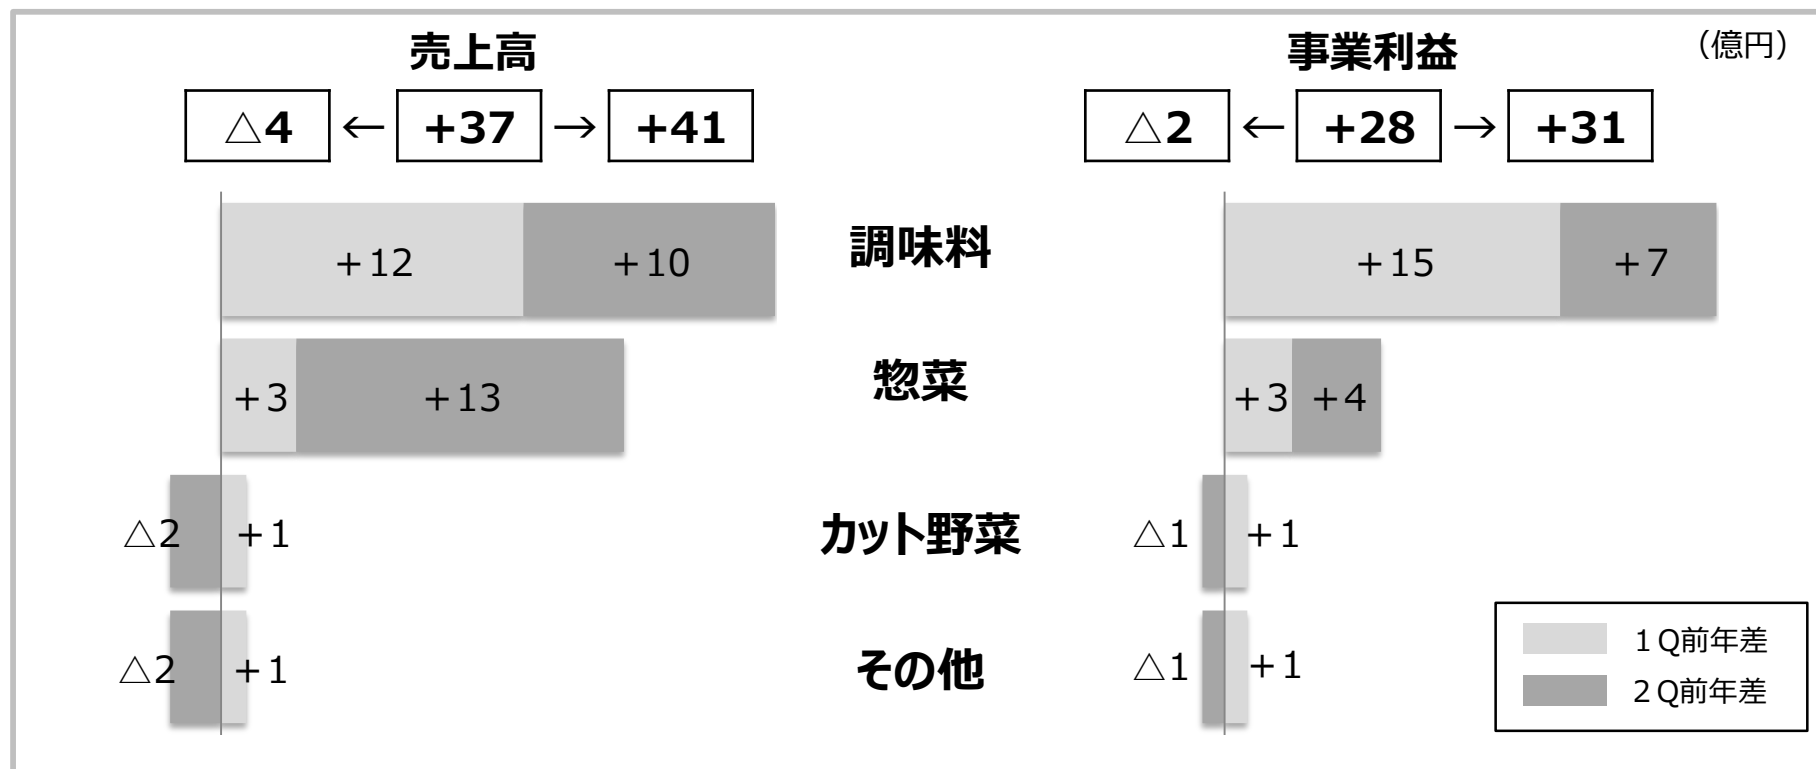 売上高
事業利益
（億円）
△4 ← +37 → +41
△2 ← +28 → +31
+12 +10
調味料
+15 +7
+3 +13
惣菜
+3 +4
△2 +1
カット野菜
△1 +1
△2 +1
その他
△1 +1
１Q前年差
２Q前年差